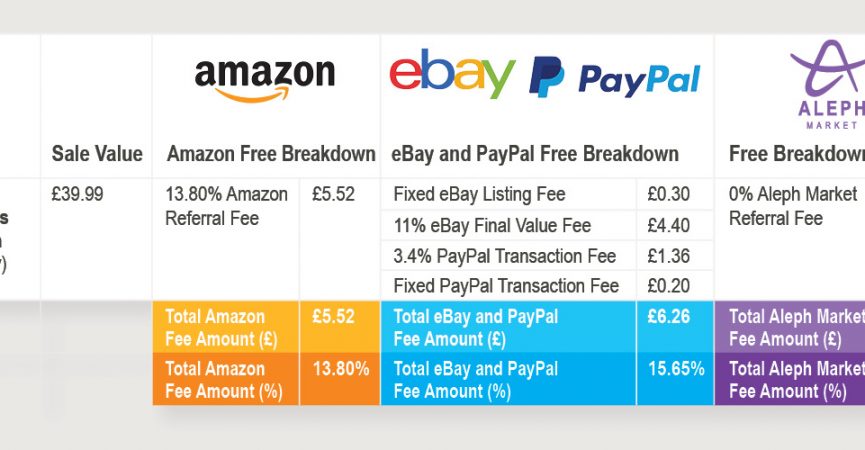 amazon
ebay
PayPal
ALEPH
MARKET
Sale Value
Amazon Free Breakdown
eBay and PayPal Free Breakdown
Free Breakdown
£39.99
13.80% Amazon
Referral Fee
£5.52
Fixed eBay Listing Fee
£0.30
11% eBay Final Value Fee
£4.40
3.4% PayPal Transaction Fee
£1.36
Fixed PayPal Transaction Fee
£0.20
0% Aleph Market
Referral Fee
Total Amazon
Fee Amount (£)
£5.52
Total eBay and PayPal
Fee Amount (£)
£6.26
Total Aleph Market
Fee Amount (£)
Total Amazon
Fee Amount (%)
13.80%
Total eBay and PayPal
Fee Amount (%)
15.65%
Total Aleph Market
Fee Amount (%)